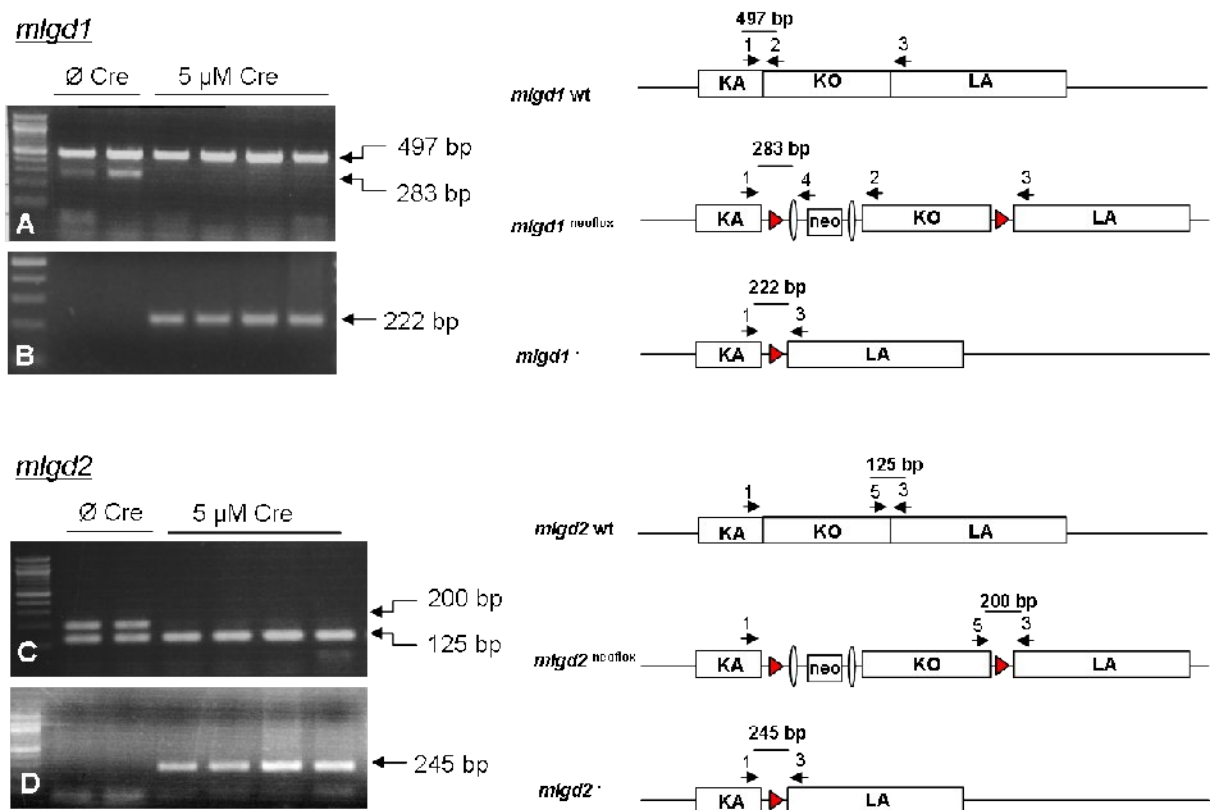 mlgd1
Ø Cre 5 µM Cre
497 bp
283 bp
A
222 bp
B
497 bp
1 2 3
mlgd1 wt
KA KO LA
283 bp
1 4 2 3
mlgd1 neoflox
KA neo KO LA
222 bp
1 3
mlgd1 -
KA LA
mlgd2
Ø Cre 5 µM Cre
200 bp
125 bp
C
245 bp
D
125 bp
1 5 3
mlgd2 wt
KA KO LA
200 bp
1 5 3
mlgd2 neoflox
KA neo KO LA
245 bp
1 3
mlgd2 -
KA LA